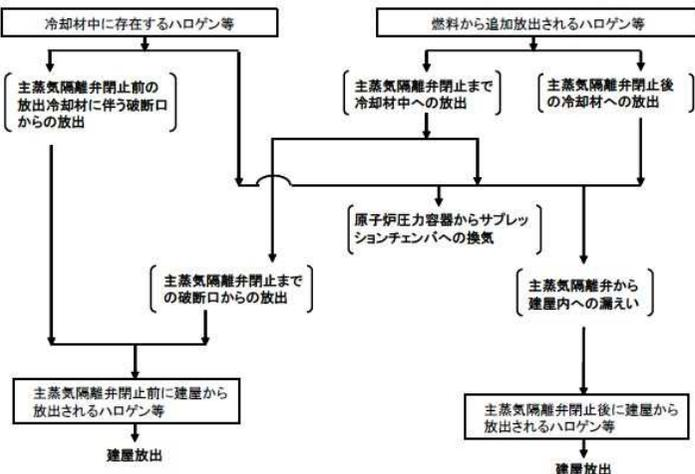 冷却材中に存在するハロゲン等
燃料から追加放出されるハロゲン等
主蒸気隔離弁閉止前の
放出冷却材に伴う破断口
からの放出
主蒸気隔離弁閉止まで
冷却材中への放出
主蒸気隔離弁閉止後
の冷却材への放出
原子炉圧力容器からサプレッ
ションチェンバへの換気
主蒸気隔離弁閉止まで
の破断口からの放出
主蒸気隔離弁から
建屋内への漏えい
主蒸気隔離弁閉止前に建屋から
放出されるハロゲン等
主蒸気隔離弁閉止後に建屋から
放出されるハロゲン等
建屋放出
建屋放出